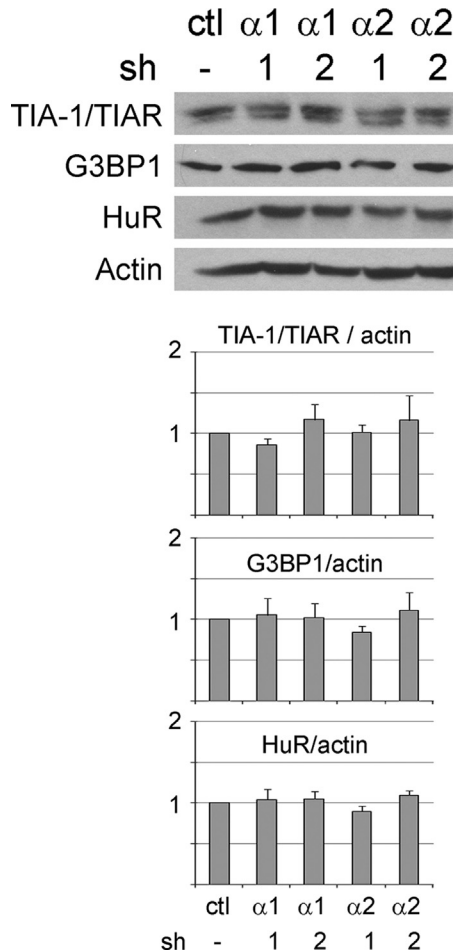 ctl α1 α1 α2 α2
sh - 1 2 1 2
TIA-1/TIAR
G3BP1
HuR
Actin
TIA-1/TIAR / actin
2
1
G3BP1/actin
2
1
HuR/actin
2
1
ctl α1 α1 α2 α2
sh - 1 2 1 2